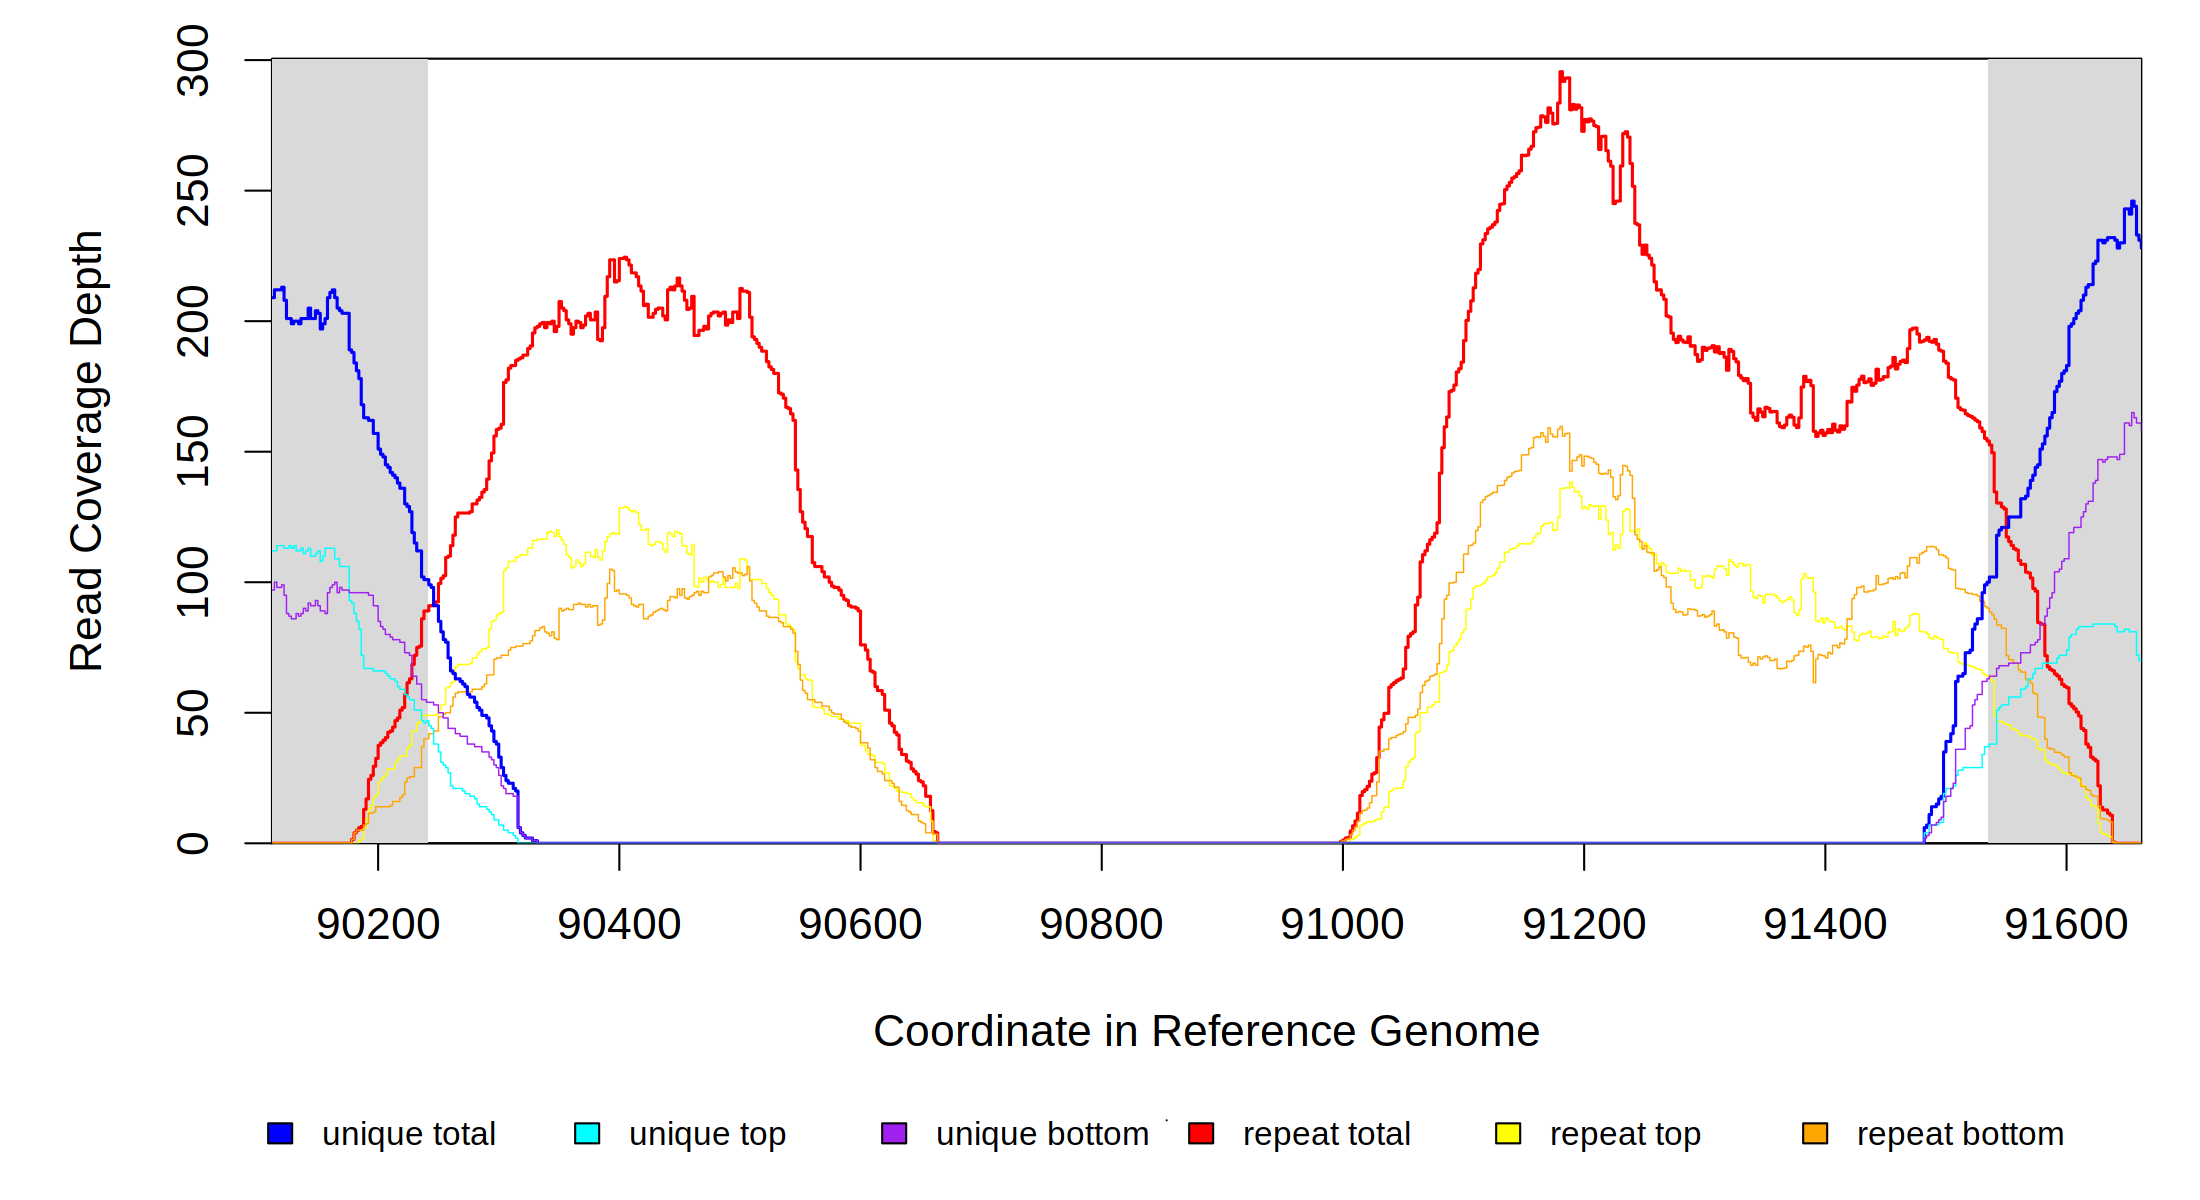 300
250
200
150
100
50
0
Read Coverage Depth
90200 90400 90600 90800 91000 91200 91400 91600
Coordinate in Reference Genome
unique total unique top unique bottom repeat total repeat top repeat bottom